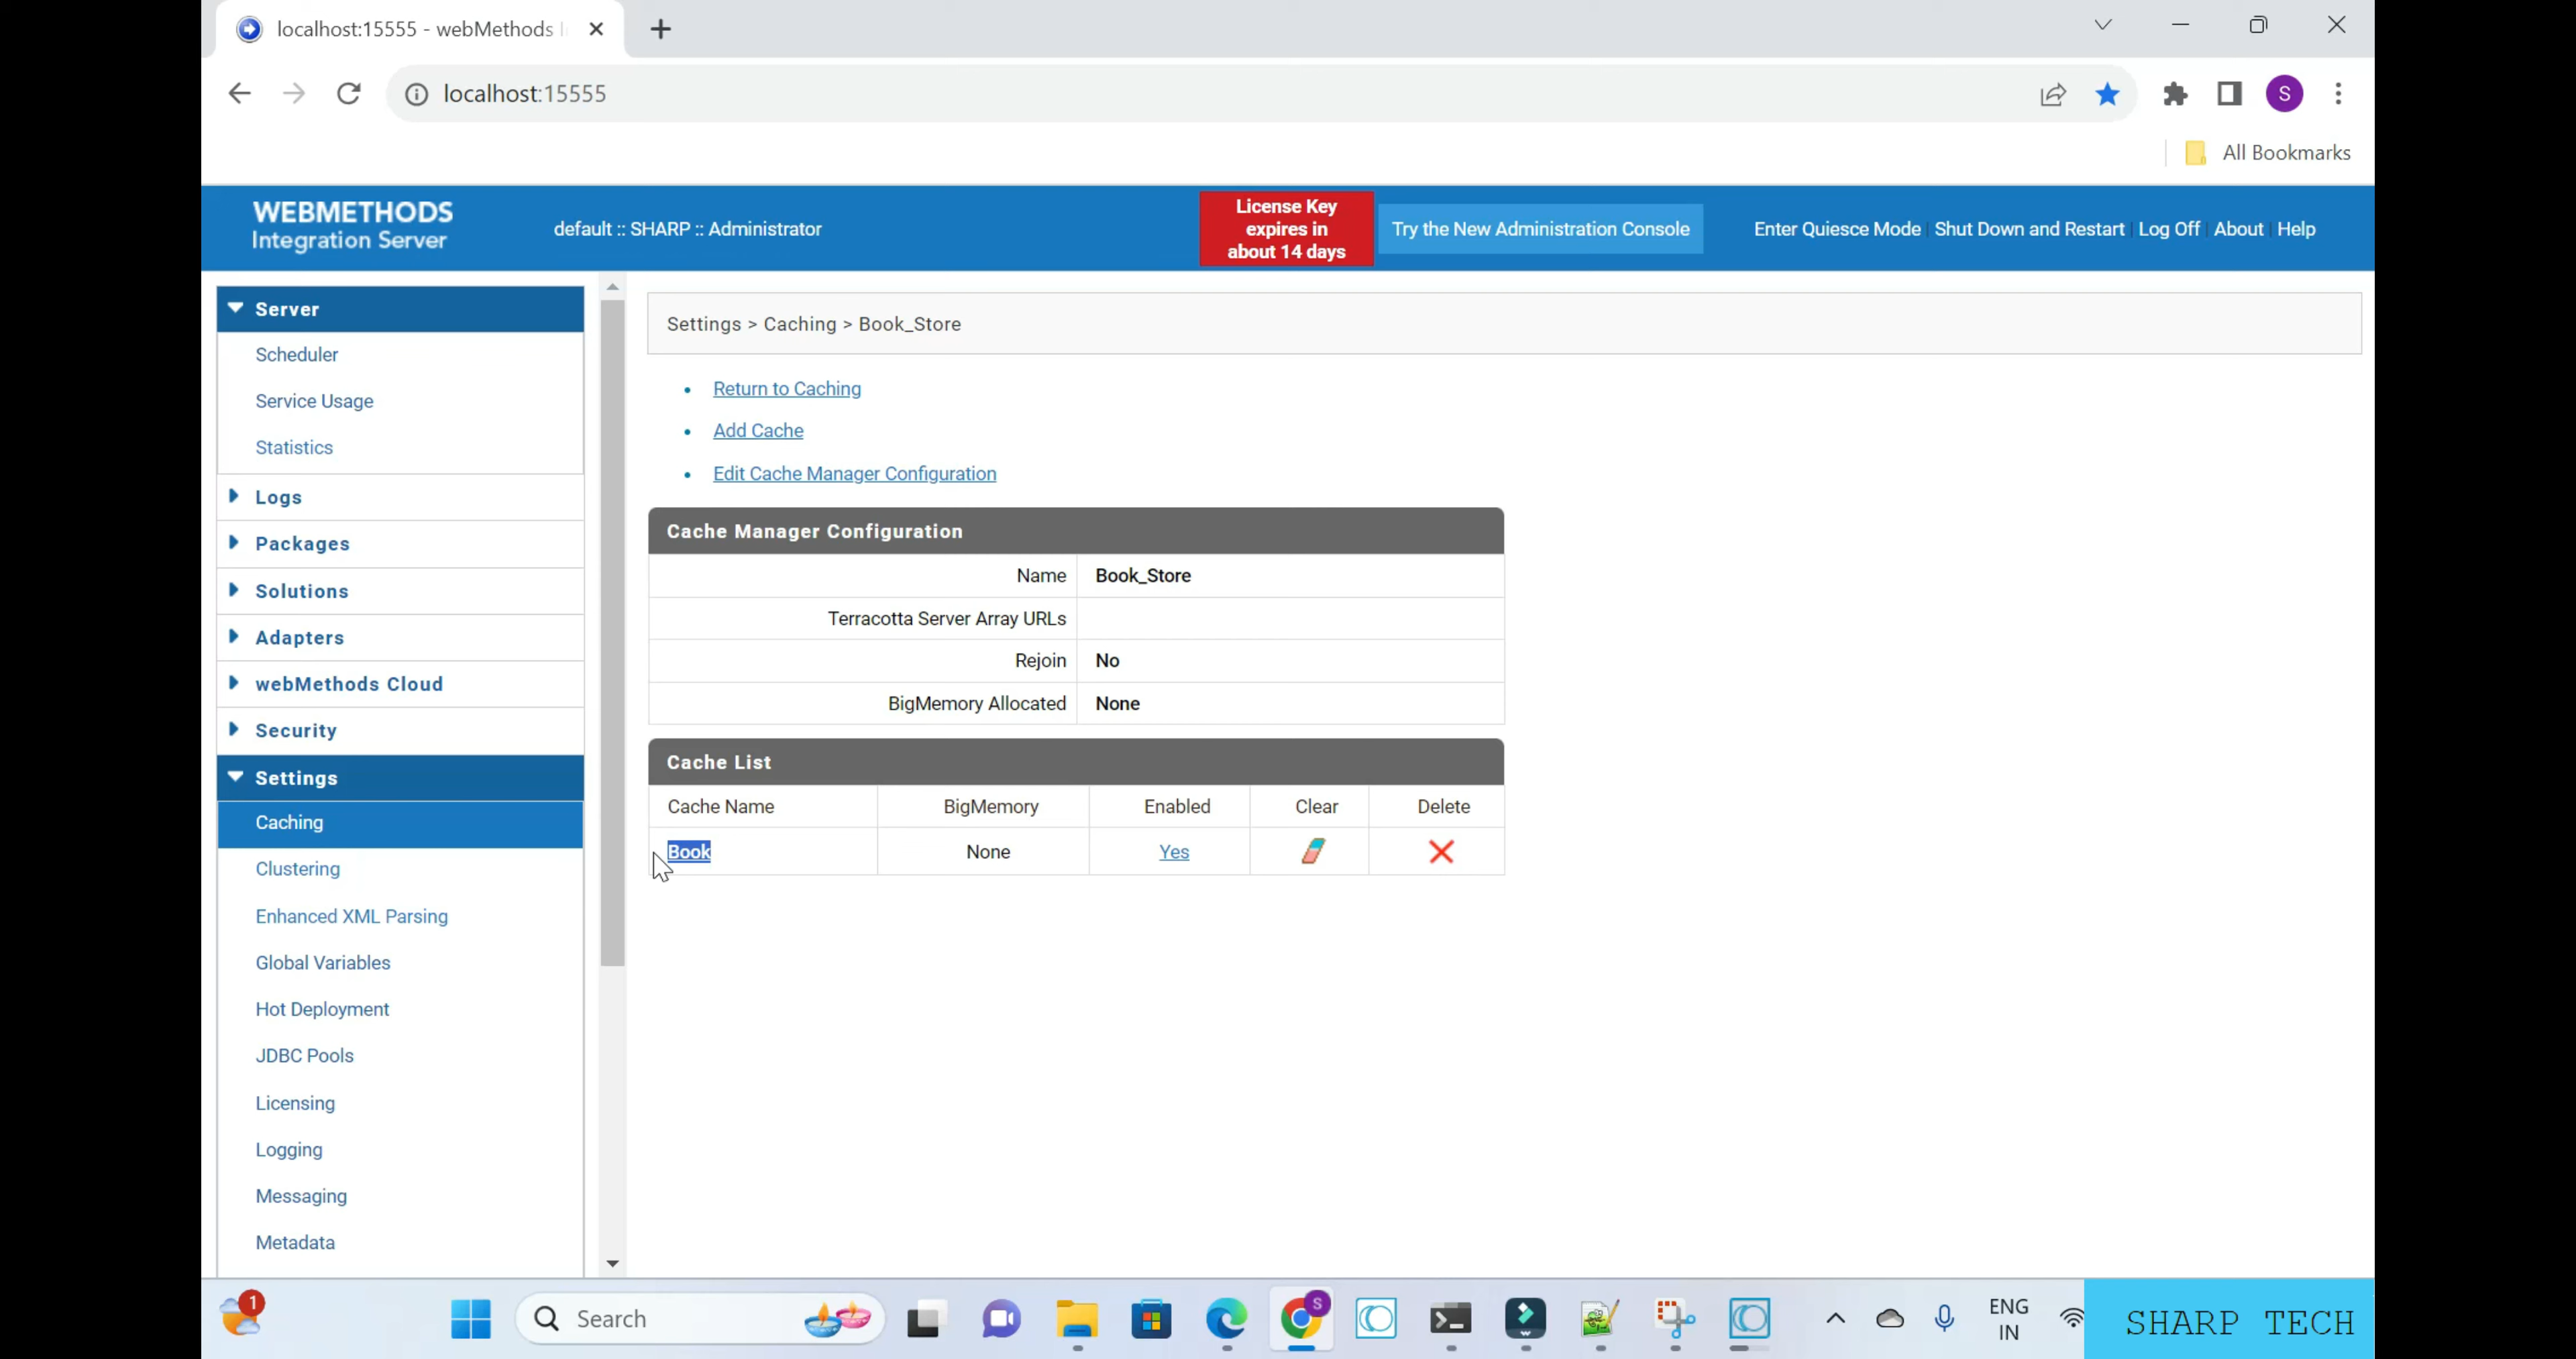 localhost:15555 - webMethods
localhost:15555
S
All Bookmarks
WEBMETHODS
Integration Server
default :: SHARP :: Administrator
License Key
expires in
about 14 days
Try the New Administration Console
Enter Quiesce Mode
Shut Down and Restart
Log Off
About
Help
Server
Scheduler
Service Usage
Statistics
Logs
Packages
Solutions
Adapters
webMethods Cloud
Security
Settings
Caching
Clustering
Enhanced XML Parsing
Global Variables
Hot Deployment
JDBC Pools
Licensing
Logging
Messaging
Metadata
Settings > Caching > Book_Store
Return to Caching
Add Cache
Edit Cache Manager Configuration
Cache Manager Configuration
Name Book_Store
Terracotta Server Array URLs
Rejoin No
BigMemory Allocated None
Cache List
Cache Name BigMemory Enabled Clear Delete
Book None Yes
1
Search
S
ENG
IN
SHARP TECH